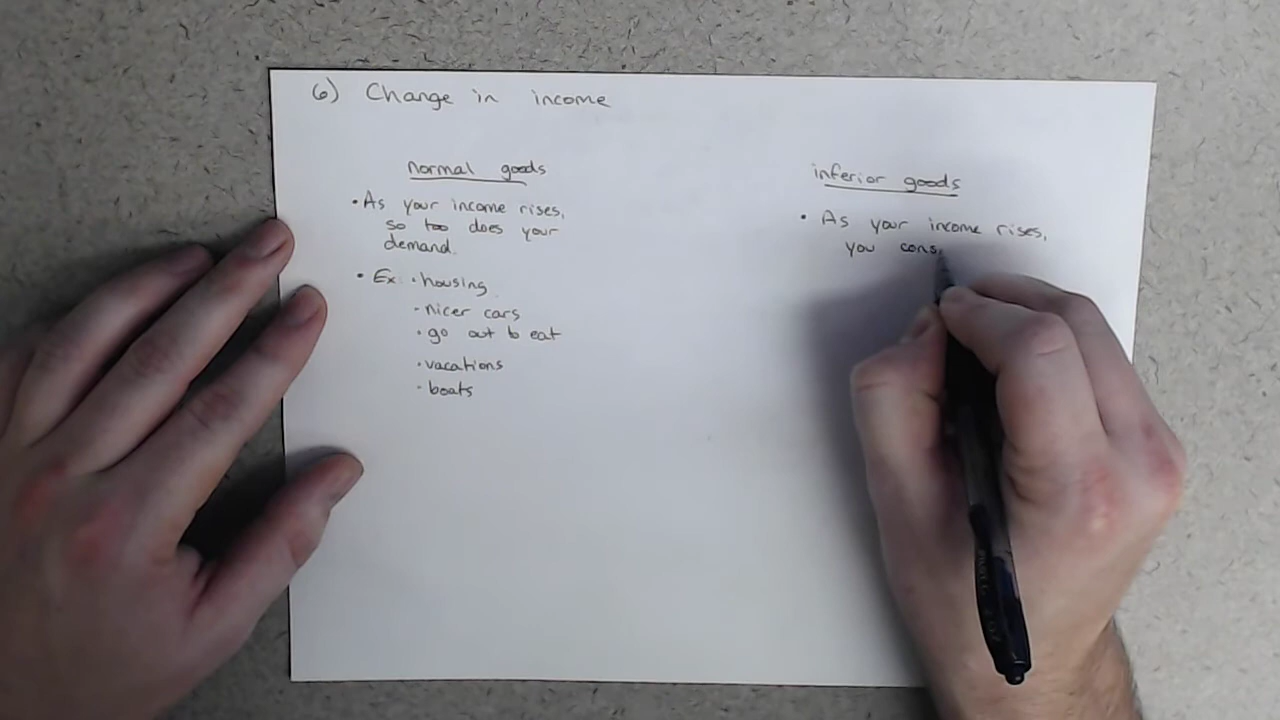 6) Change in income
normal goods
• As your income rises,
so too does your
demand.
• Ex: • housing
• nicer cars
• go out to eat
• vacations
• boats
inferior goods
• As your income rises,
you cons